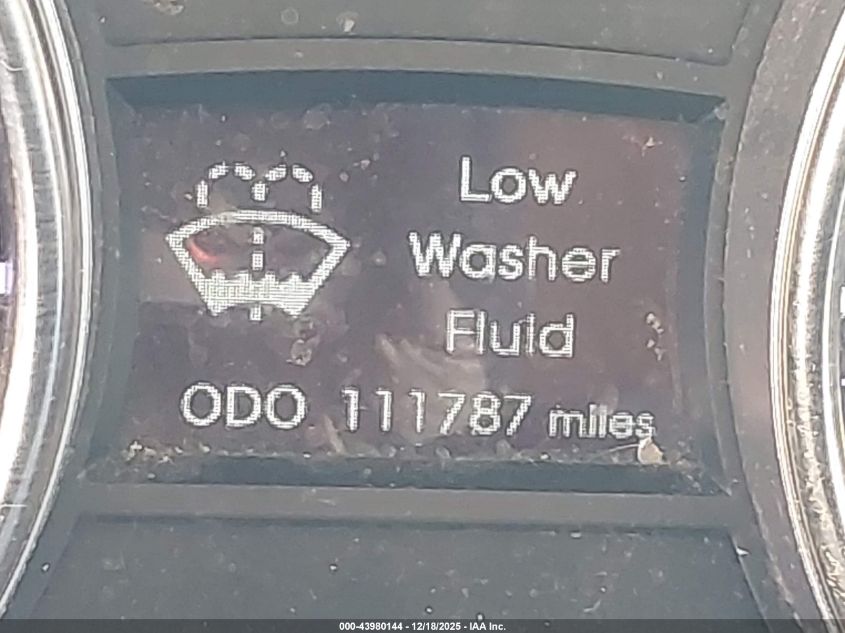 Low
Washer
Fluid
ODO 111787 miles
000-43980144 - 12/18/2025 - IAA Inc.